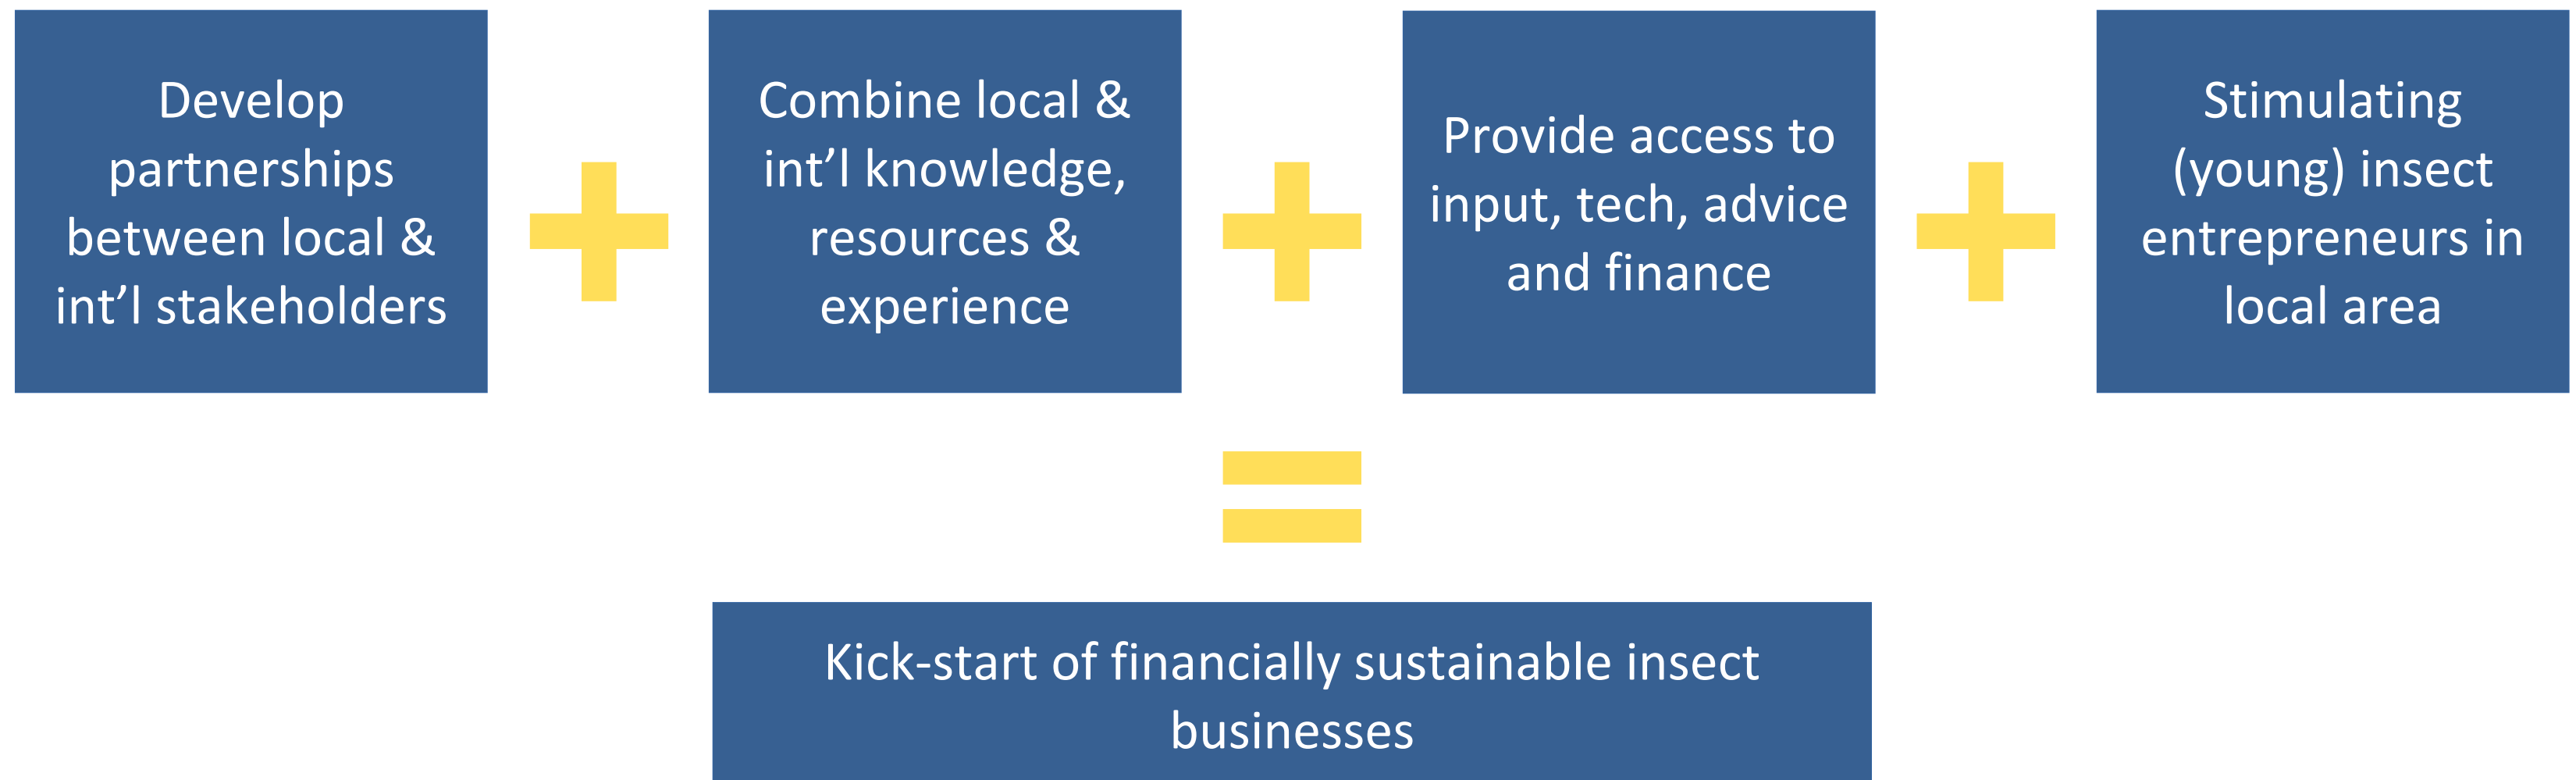 Develop
partnerships
between local &
int’l stakeholders
Combine local &
int’l knowledge,
resources &
experience
Provide access to
input, tech, advice
and finance
Stimulating
(young) insect
entrepreneurs in
local area
Kick-start of financially sustainable insect
businesses